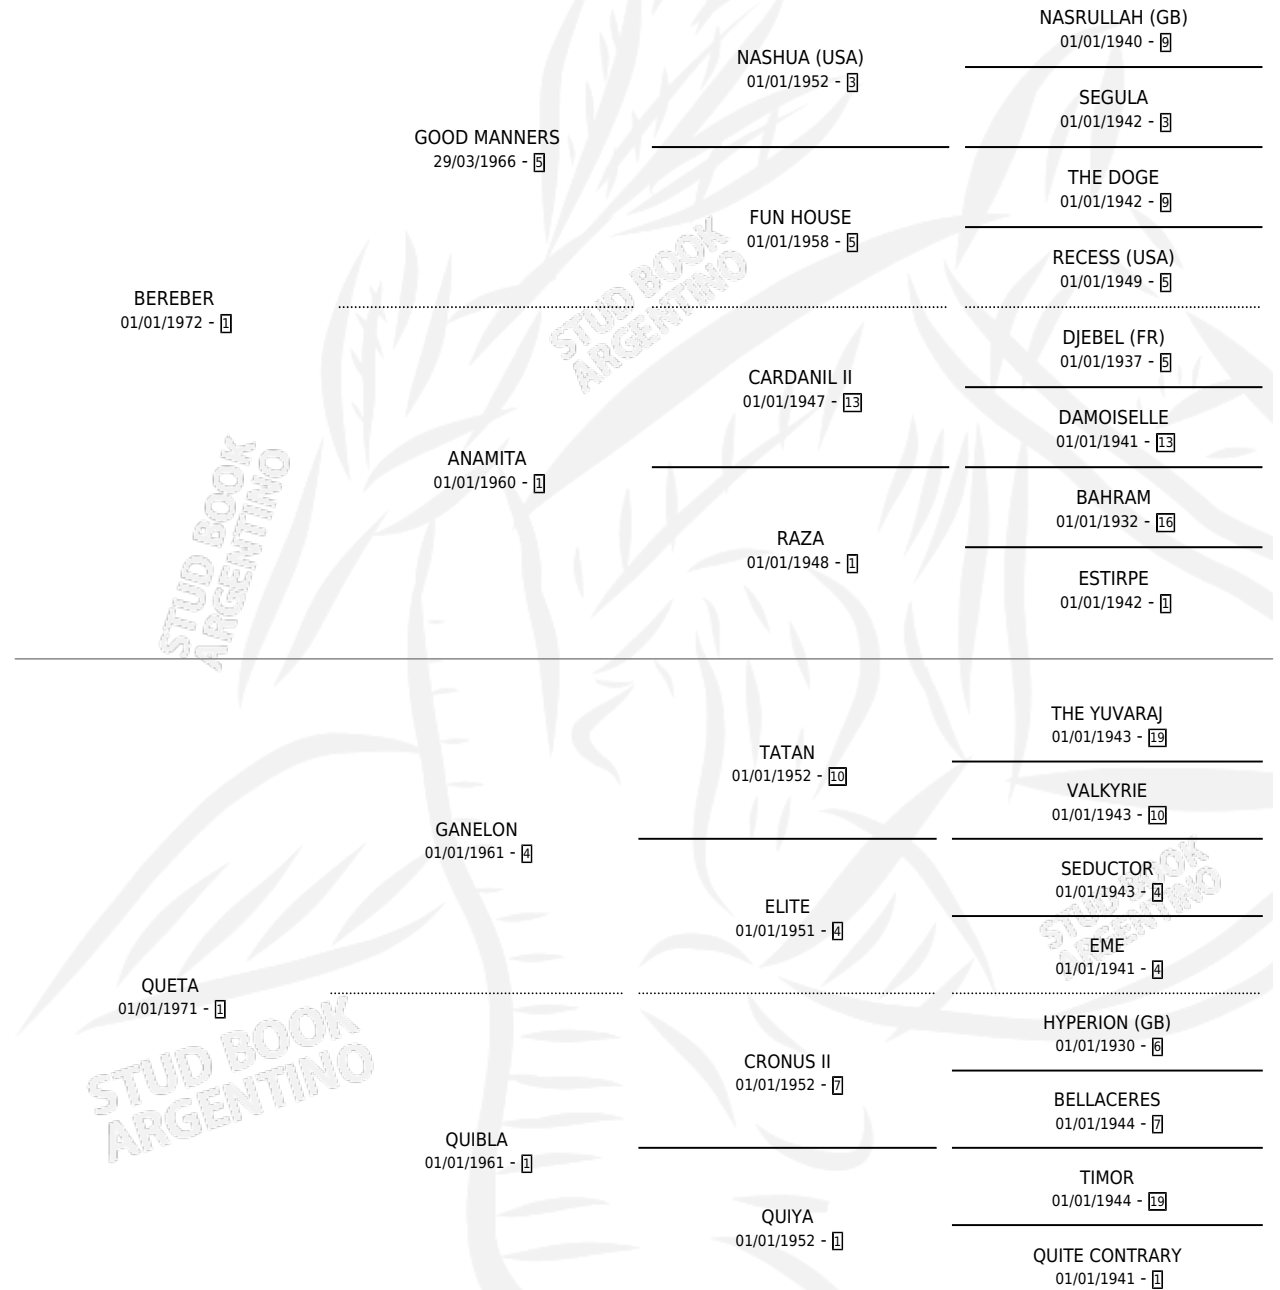 NASRULLAH (GB)
01/01/1940 - 9
NASHUA (USA)
01/01/1952 - 3
SEGULA
01/01/1942 - 3
GOOD MANNERS
29/03/1966 - 5
THE DOGE
01/01/1942 - 9
FUN HOUSE
01/01/1958 - 5
RECESS (USA)
01/01/1949 - 5
BEREBER
01/01/1972 - 1
DJEBEL (FR)
01/01/1937 - 5
CARDANIL II
01/01/1947 - 13
DAMOISELLE
01/01/1941 - 13
ANAMITA
01/01/1960 - 1
BAHRAM
01/01/1932 - 16
RAZA
01/01/1948 - 1
ESTIRPE
01/01/1942 - 1
THE YUVARAJ
01/01/1943 - 19
TATAN
01/01/1952 - 10
VALKYRIE
01/01/1943 - 10
GANELON
01/01/1961 - 4
SEDUCTOR
01/01/1943 - 4
ELITE
01/01/1951 - 4
EME
01/01/1941 - 4
QUETA
01/01/1971 - 1
HYPERION (GB)
01/01/1930 - 6
CRONUS II
01/01/1952 - 7
BELLACERES
01/01/1944 - 7
QUIBLA
01/01/1961 - 1
TIMOR
01/01/1944 - 19
QUIYA
01/01/1952 - 1
QUITE CONTRARY
01/01/1941 - 1
STUD BOOK
ARGENTINO
STUD BOOK
ARGENTINO
STUD BOOK
ARGENTINO
STUD BOOK
ARGENTINO